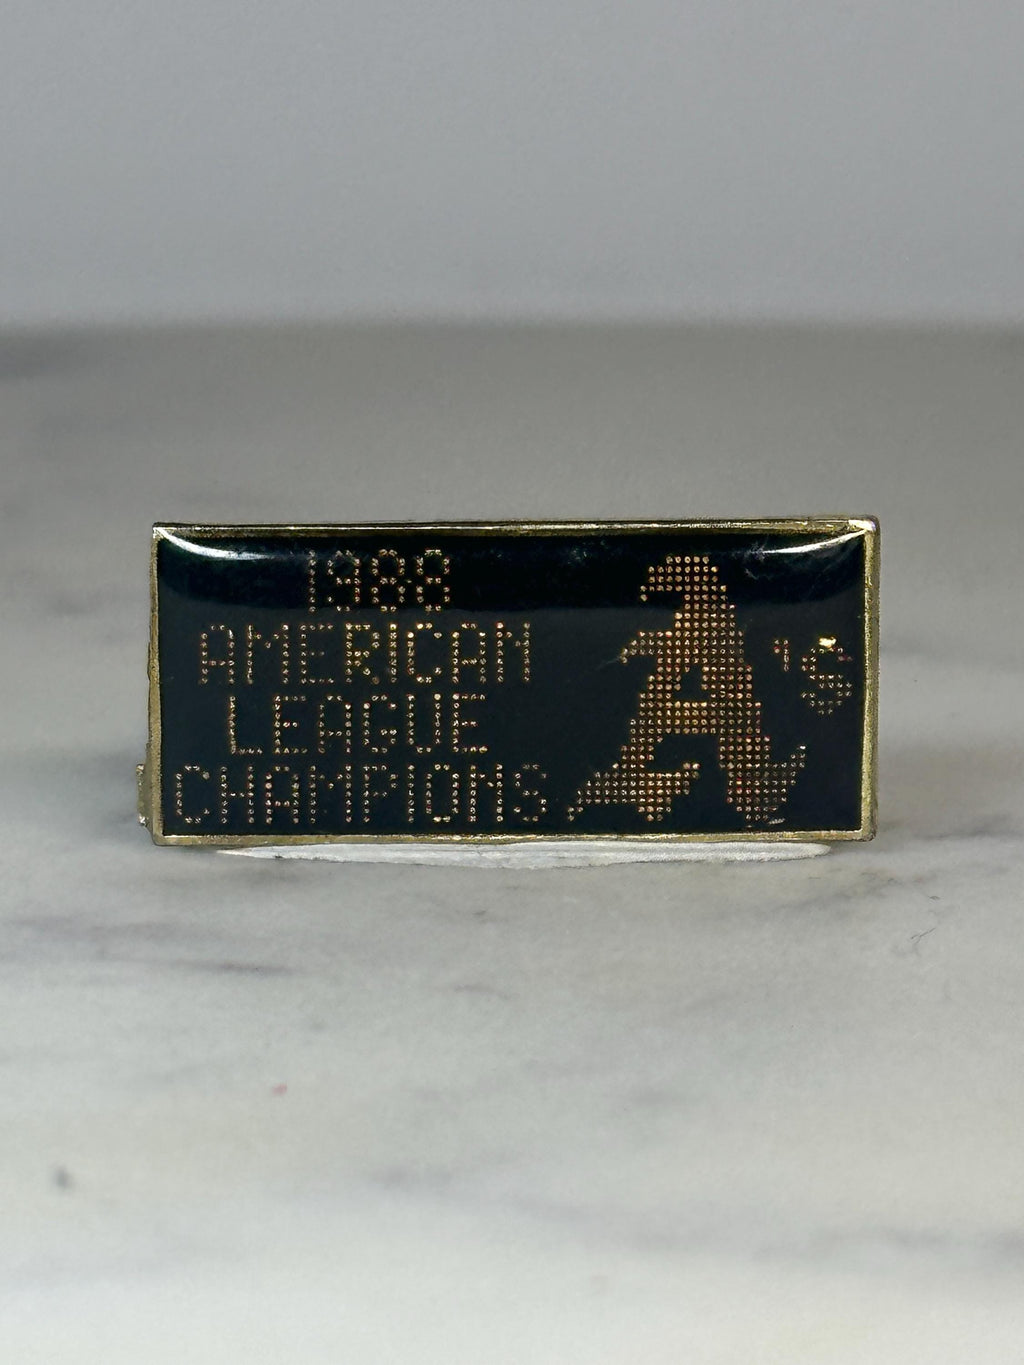 1988
AMERICAN
LEAGUE
CHAMPIONS
A's